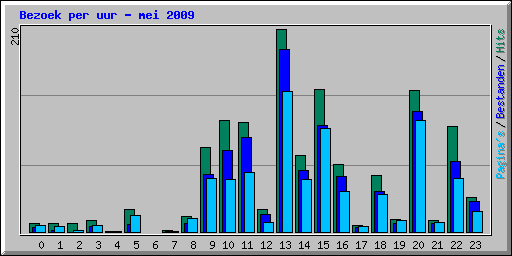 Bezoek per uur - mei 2009
210
Pagina's / Bestanden / Hits
0 1 2 3 4 5 6 7 8 9 10 11 12 13 14 15 16 17 18 19 20 21 22 23